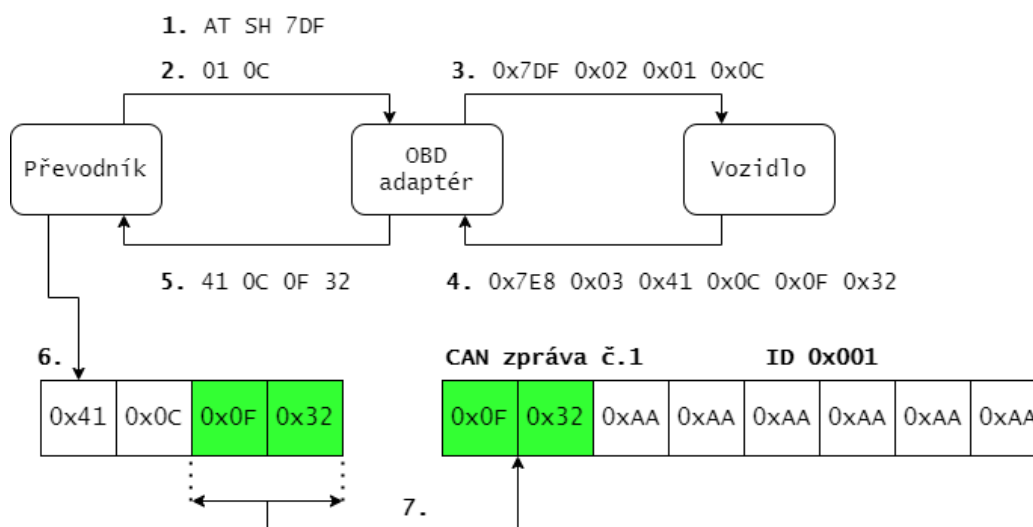 1. AT SH 7DF
2. 01 0C
3. 0x7DF 0x02 0x01 0x0C
Převodník
OBD
adaptér
Vozidlo
5. 41 0C 0F 32
4. 0x7E8 0x03 0x41 0x0C 0x0F 0x32
6.
CAN zpráva č.1 ID 0x001
0x41 0x0C 0x0F 0x32
0x0F 0x32 0xAA 0xAA 0xAA 0xAA 0xAA 0xAA
7.